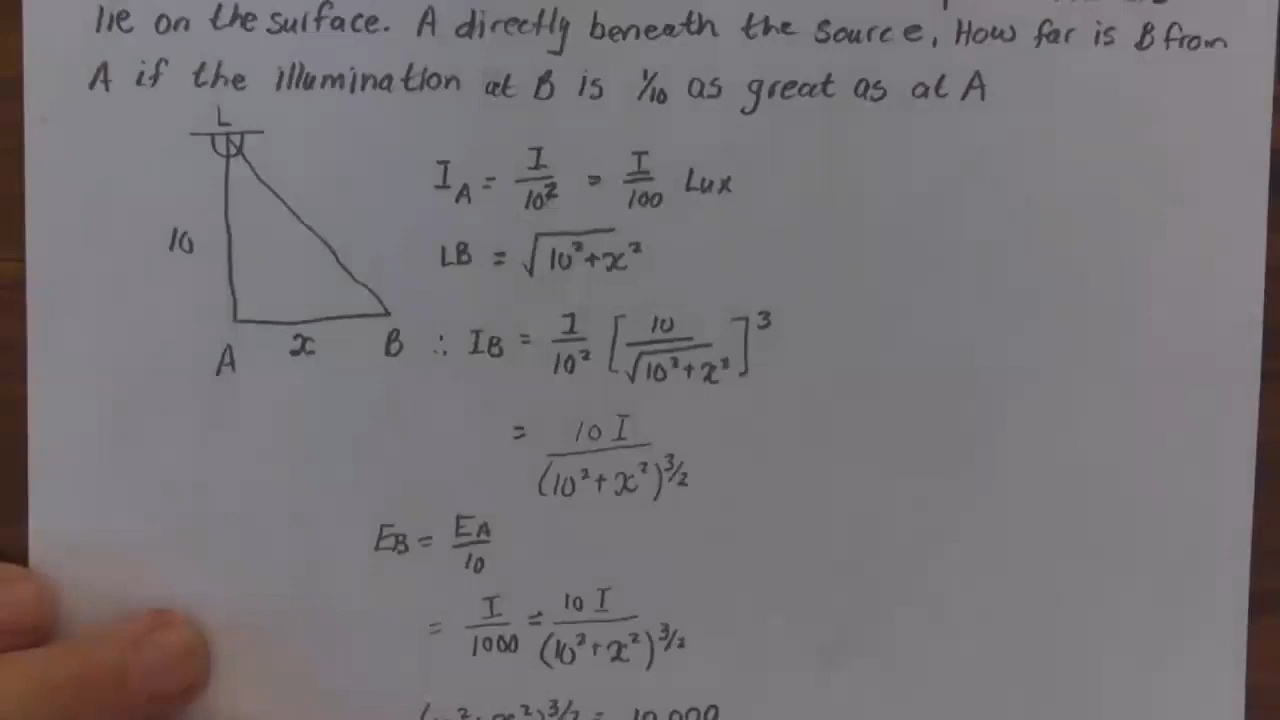 lie on the surface. A directly beneath the source, How far is B from
A if the illumination at B is 1/10 as great as at A
L
I_A = I/10² = I/100 Lux
10
LB = √(10²+x²)
A x B ∴ I_B = I/10² [10/√(10²+x²)]³
= 10 I/(10²+x²)^3/2
E_B = E_A/10
= I/1000 = 10 I/(10²+x²)^3/2
= 10,000